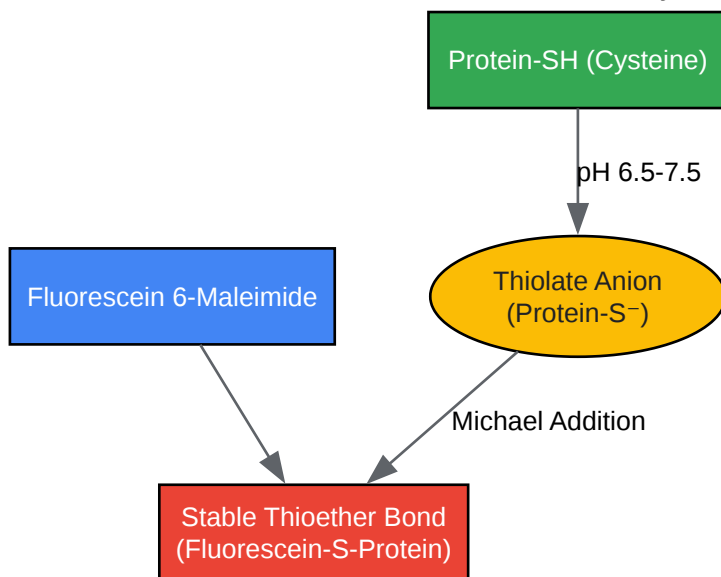 Protein-SH (Cysteine)
pH 6.5-7.5
Fluorescein 6-Maleimide
Thiolate Anion
(Protein-S⁻)
Michael Addition
Stable Thioether Bond
(Fluorescein-S-Protein)